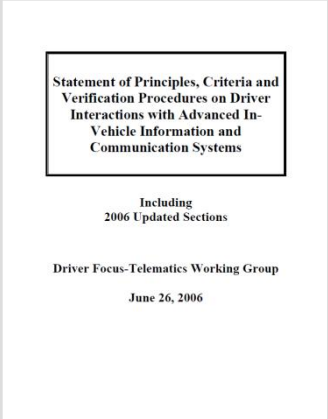 Statement of Principles, Criteria and
Verification Procedures on Driver
Interactions with Advanced In-
Vehicle Information and
Communication Systems
Including
2006 Updated Sections
Driver Focus-Telematics Working Group
June 26, 2006